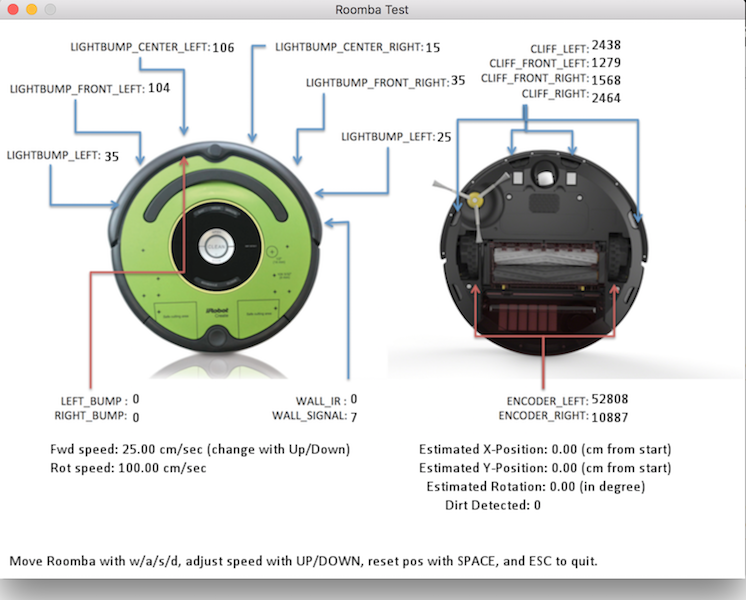 Roomba Test
LIGHTBUMP_CENTER_LEFT: 106
LIGHTBUMP_CENTER_RIGHT: 15
LIGHTBUMP_FRONT_LEFT: 104
LIGHTBUMP_FRONT_RIGHT: 35
LIGHTBUMP_LEFT: 35
LIGHTBUMP_LEFT: 25
CLIFF_LEFT: 2438
CLIFF_FRONT_LEFT: 1279
CLIFF_FRONT_RIGHT: 1568
CLIFF_RIGHT: 2464
CLEAN
iRobot
Create
LEFT_BUMP : 0
RIGHT_BUMP: 0
WALL_IR : 0
WALL_SIGNAL: 7
ENCODER_LEFT: 52808
ENCODER_RIGHT: 10887
Fwd speed: 25.00 cm/sec (change with Up/Down)
Rot speed: 100.00 cm/sec
Estimated X-Position: 0.00 (cm from start)
Estimated Y-Position: 0.00 (cm from start)
Estimated Rotation: 0.00 (in degree)
Dirt Detected: 0
Move Roomba with w/a/s/d, adjust speed with UP/DOWN, reset pos with SPACE, and ESC to quit.